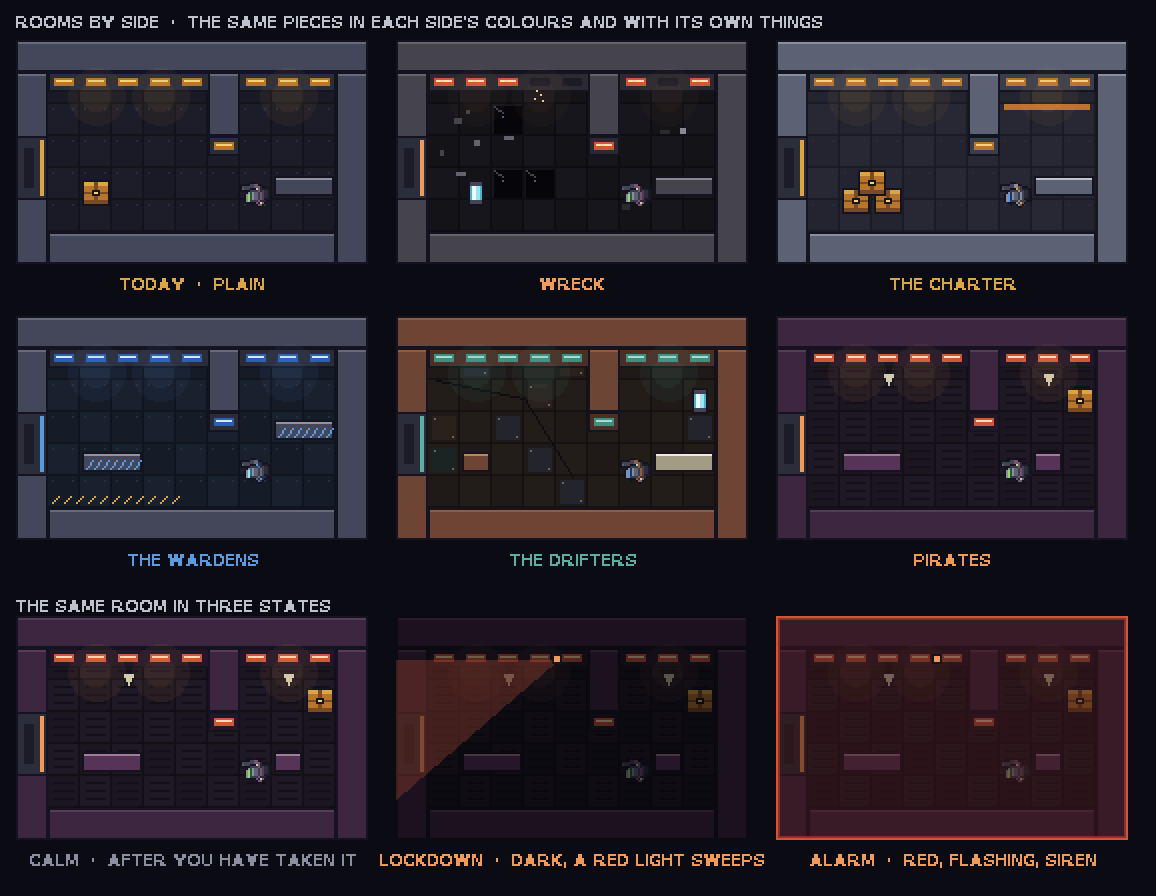 ROOMS BY SIDE · THE SAME PIECES IN EACH SIDE'S COLOURS AND WITH ITS OWN THINGS
TODAY · PLAIN
WRECK
THE CHARTER
THE WARDENS
THE DRIFTERS
PIRATES
THE SAME ROOM IN THREE STATES
CALM · AFTER YOU HAVE TAKEN IT
LOCKDOWN · DARK, A RED LIGHT SWEEPS
ALARM · RED, FLASHING, SIREN